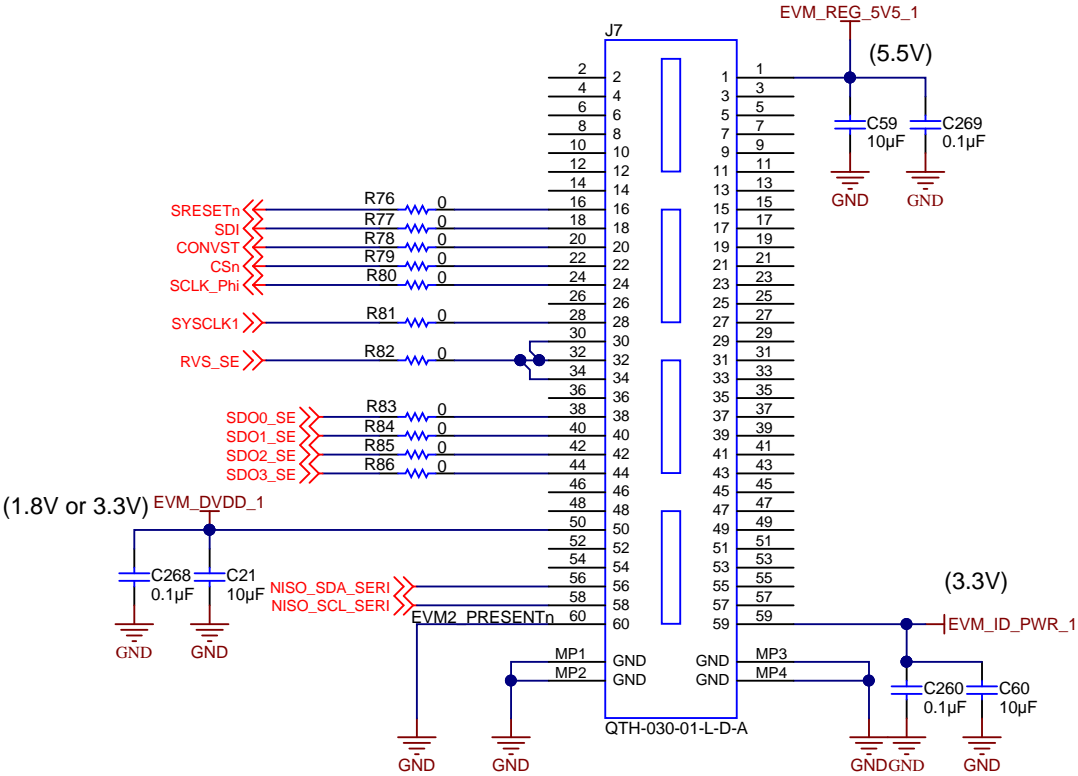 EVM_REG_5V5_1
(5.5V)
J7
2 2 1 1
4 4 3 3
6 6 5 5
8 8 7 7
10 10 9 9
12 12 11 11
14 14 13 13
C59
10µF
C269
0.1µF
GND
GND
SRESETn R76 0 16 16 15 15
SDI R77 0 18 18 17 17
CONVST R78 0 20 20 19 19
CSn R79 0 22 22 21 21
SCLK_Phi R80 0 24 24 23 23
26 26 25 25
SYSCLK1 R81 0 28 28 27 27
30 30 29 29
RVS_SE R82 0 32 32 31 31
34 34 33 33
36 36 35 35
SDO0_SE R83 0 38 38 37 37
SDO1_SE R84 0 40 40 39 39
SDO2_SE R85 0 42 42 41 41
SDO3_SE R86 0 44 44 43 43
46 46 45 45
48 48 47 47
(1.8V or 3.3V) EVM_DVDD_1
50 50 49 49
52 52 51 51
54 54 53 53
C268
0.1µF
C21
10µF
GND
GND
NISO_SDA_SERI 56 56 55 55
NISO_SCL_SERI 58 58 57 57
EVM2_PRESENTn 60 60 59 59
(3.3V)
EVM_ID_PWR_1
MP1 GND GND MP3
MP2 GND GND MP4
C260
0.1µF
C60
10µF
QTH-030-01-L-D-A
GND
GND
GND
GND
GND